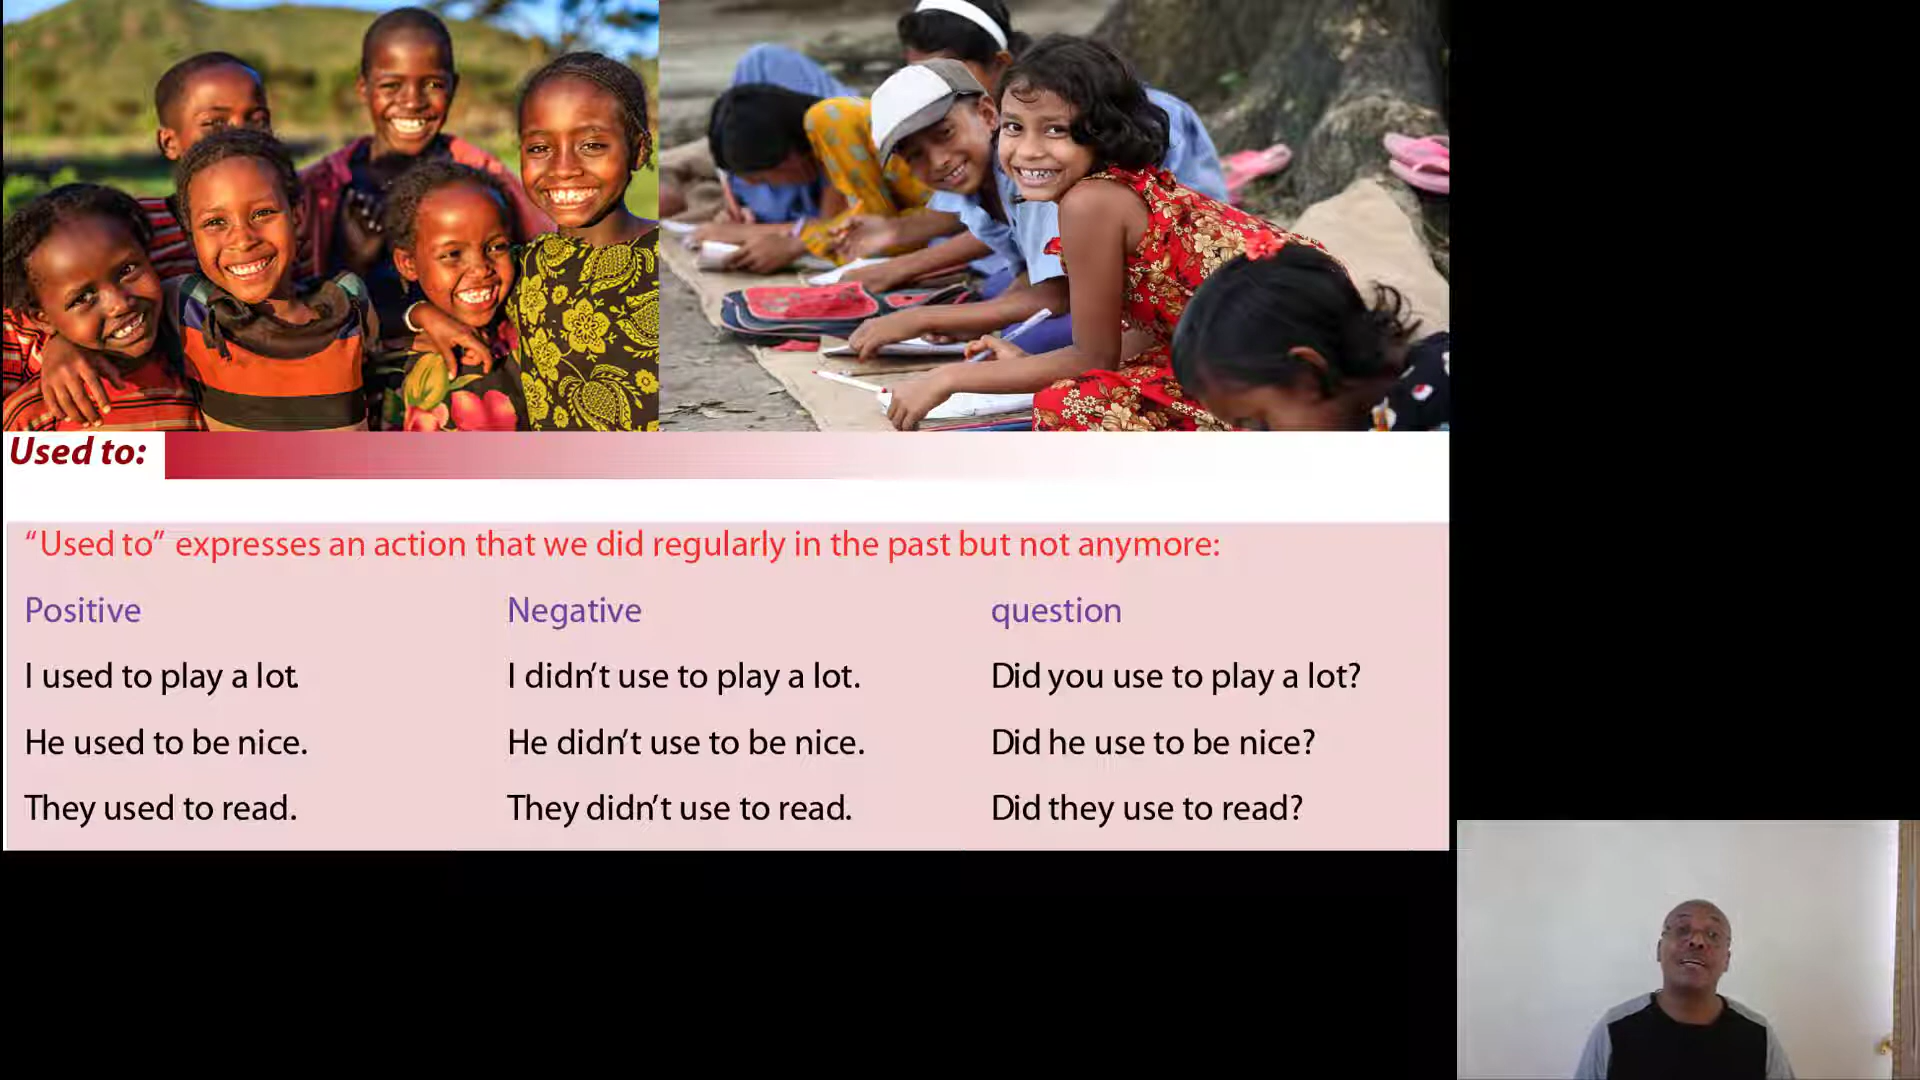 Used to:
“Used to” expresses an action that we did regularly in the past but not anymore:
Positive Negative question
I used to play a lot. I didn’t use to play a lot. Did you use to play a lot?
He used to be nice. He didn’t use to be nice. Did he use to be nice?
They used to read. They didn’t use to read. Did they use to read?